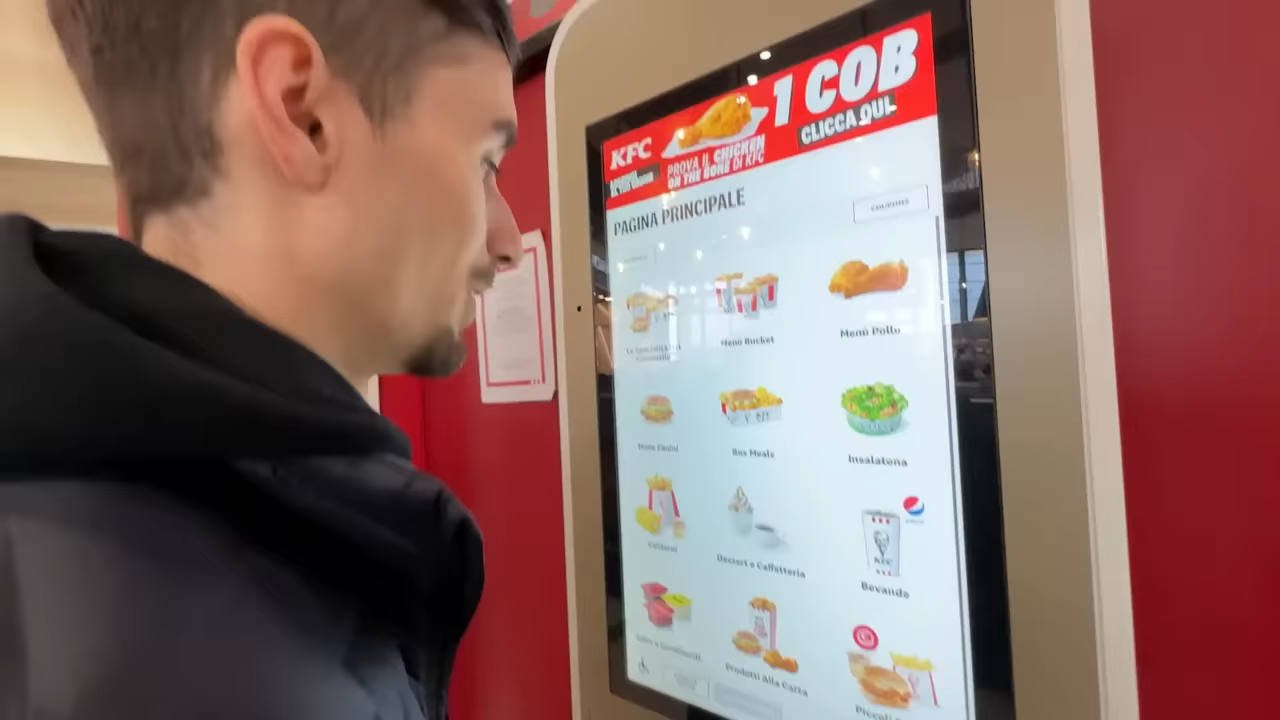 1 COB
CLICCA QUI
KFC
PROVA IL CHICKEN
ON THE BONE DI KFC
PAGINA PRINCIPALE
COUPONS
Menù Bucket
Menù Pollo
Box Meals
Insalatona
Dessert e Caffetteria
KFC
Bevande
Prodotti Alla Carta